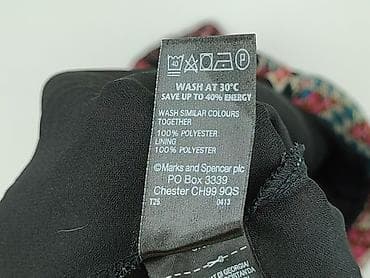 40 P
WASH AT 30°C
SAVE UP TO 40% ENERGY
WASH SIMILAR COLOURS
TOGETHER
100% POLYESTER
LINING
100% POLYESTER
©Marks and Spencer plc
PO Box 3339
Chester CH99 9QS
T25 0413